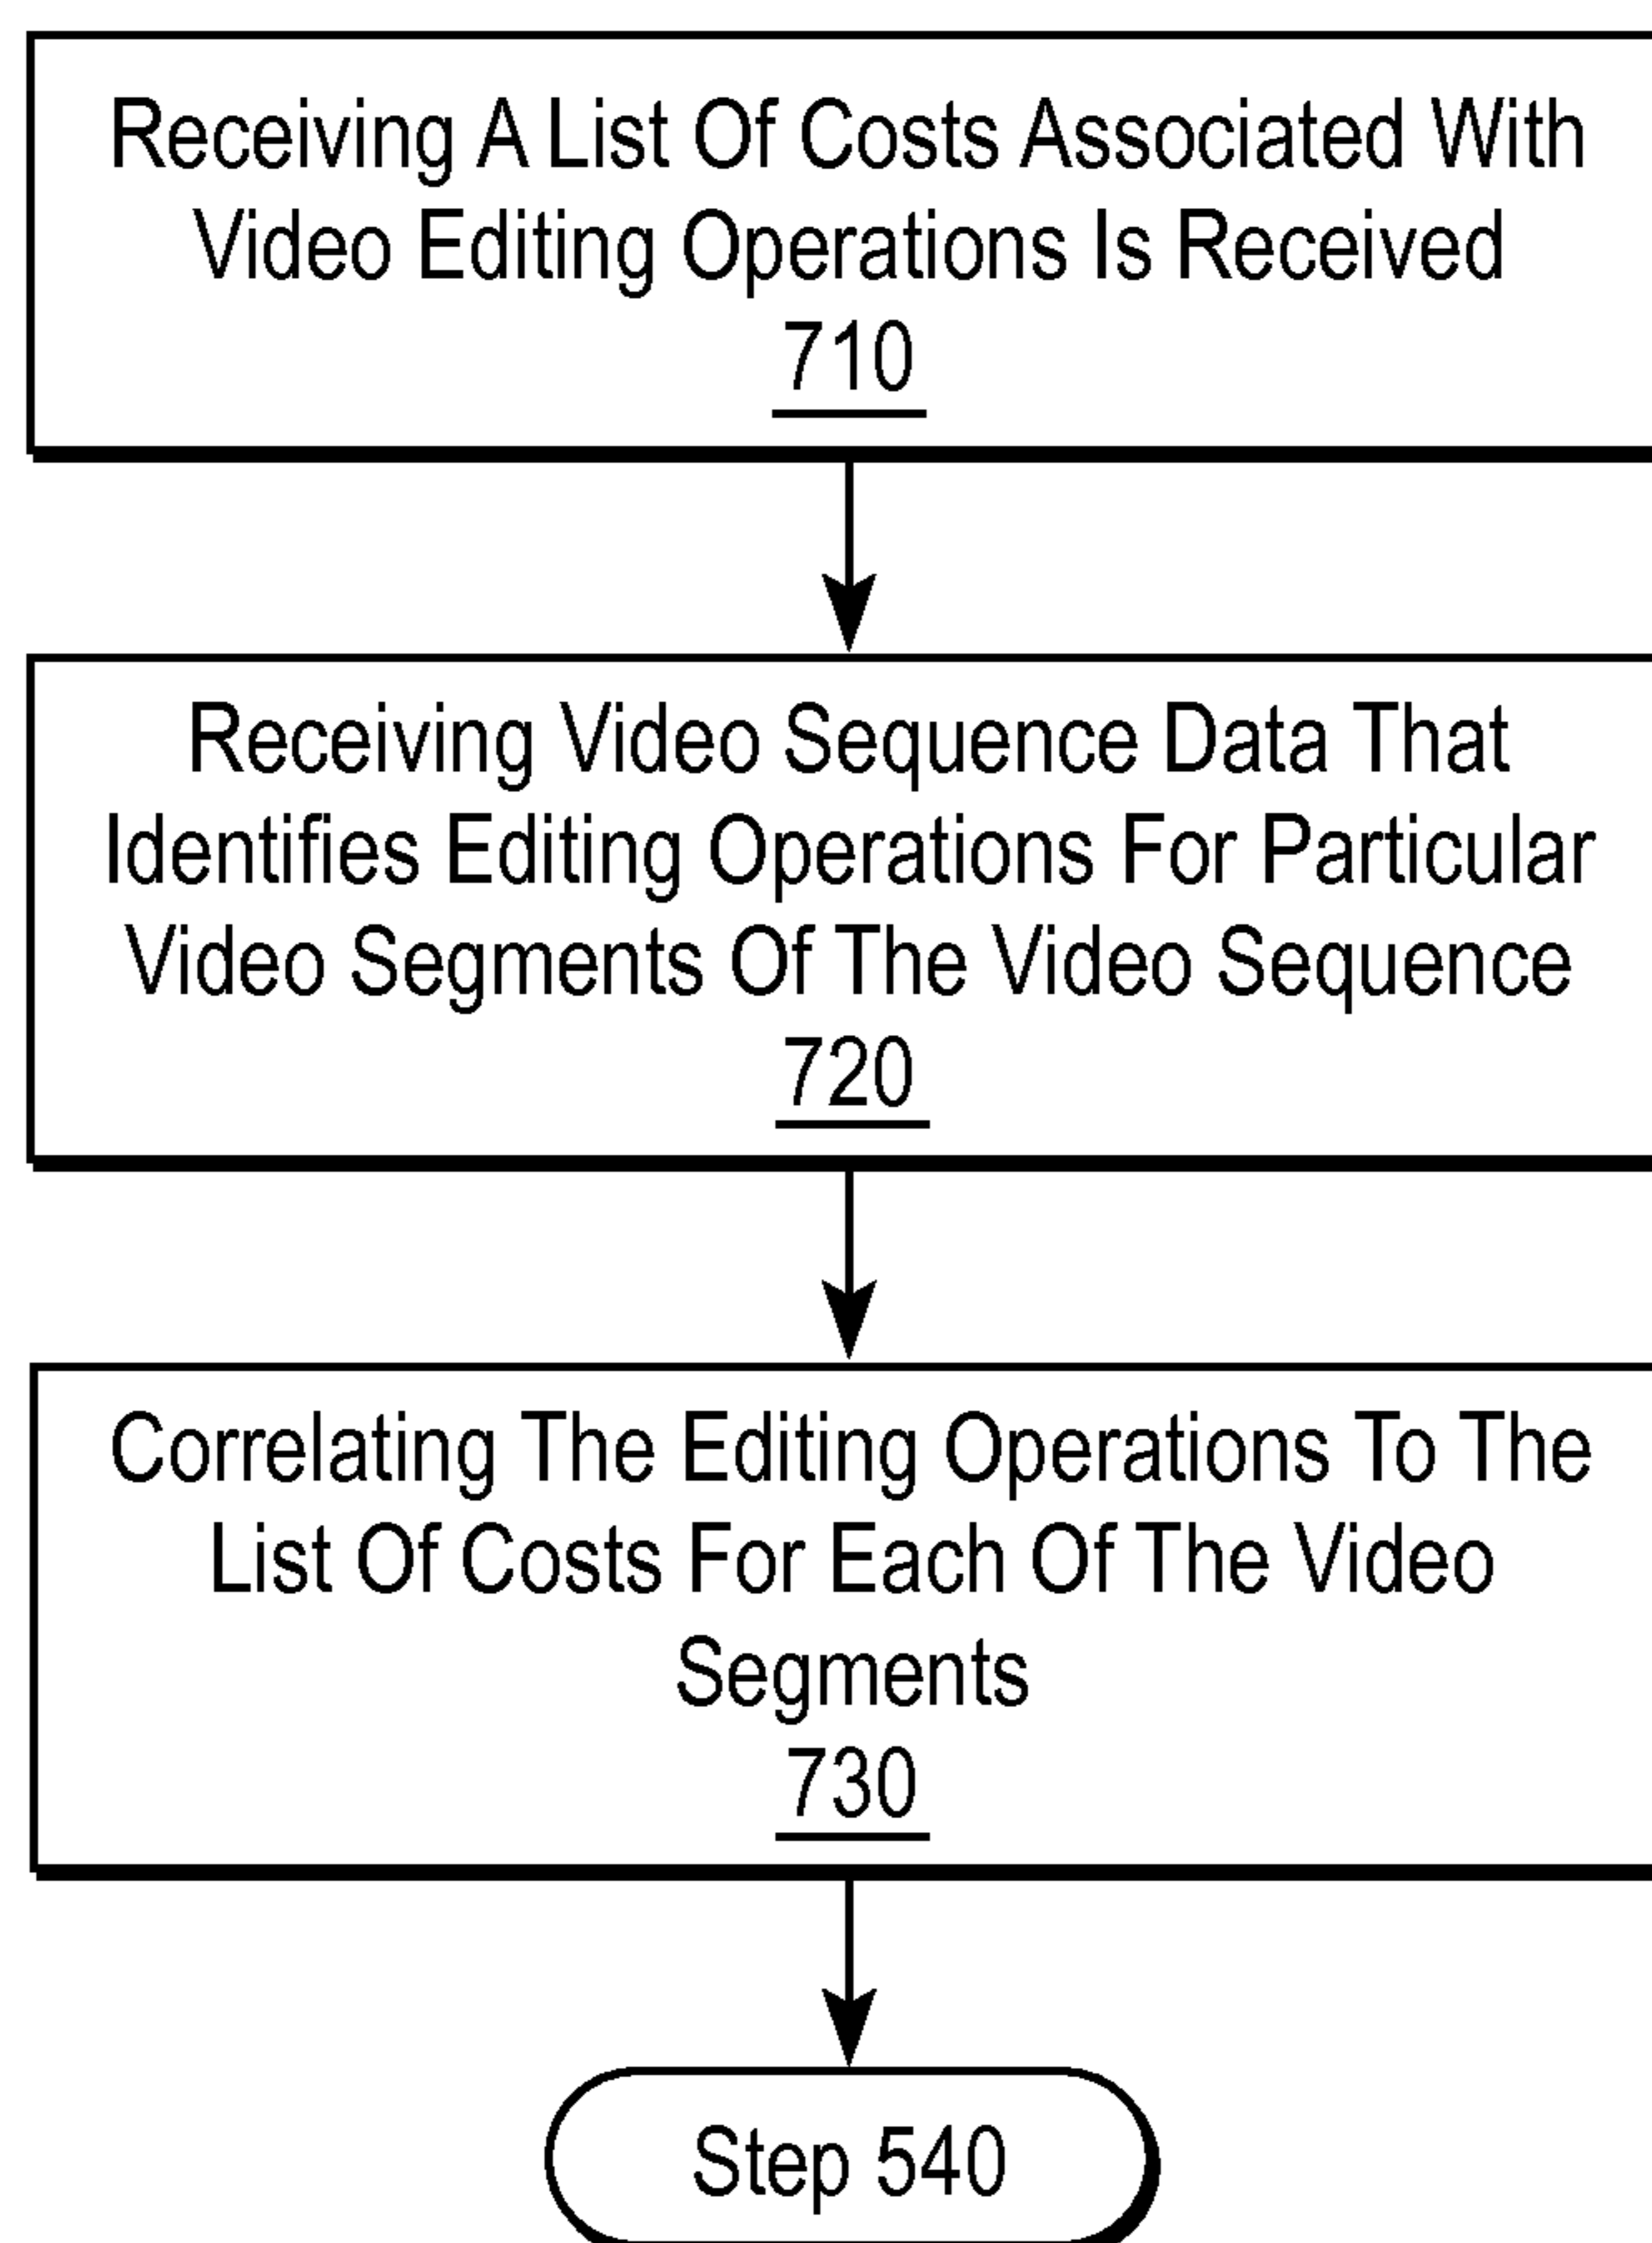 Receiving A List Of Costs Associated With
Video Editing Operations Is Received
710
Receiving Video Sequence Data That
Identifies Editing Operations For Particular
Video Segments Of The Video Sequence
720
Correlating The Editing Operations To The
List Of Costs For Each Of The Video
Segments
730
Step 540